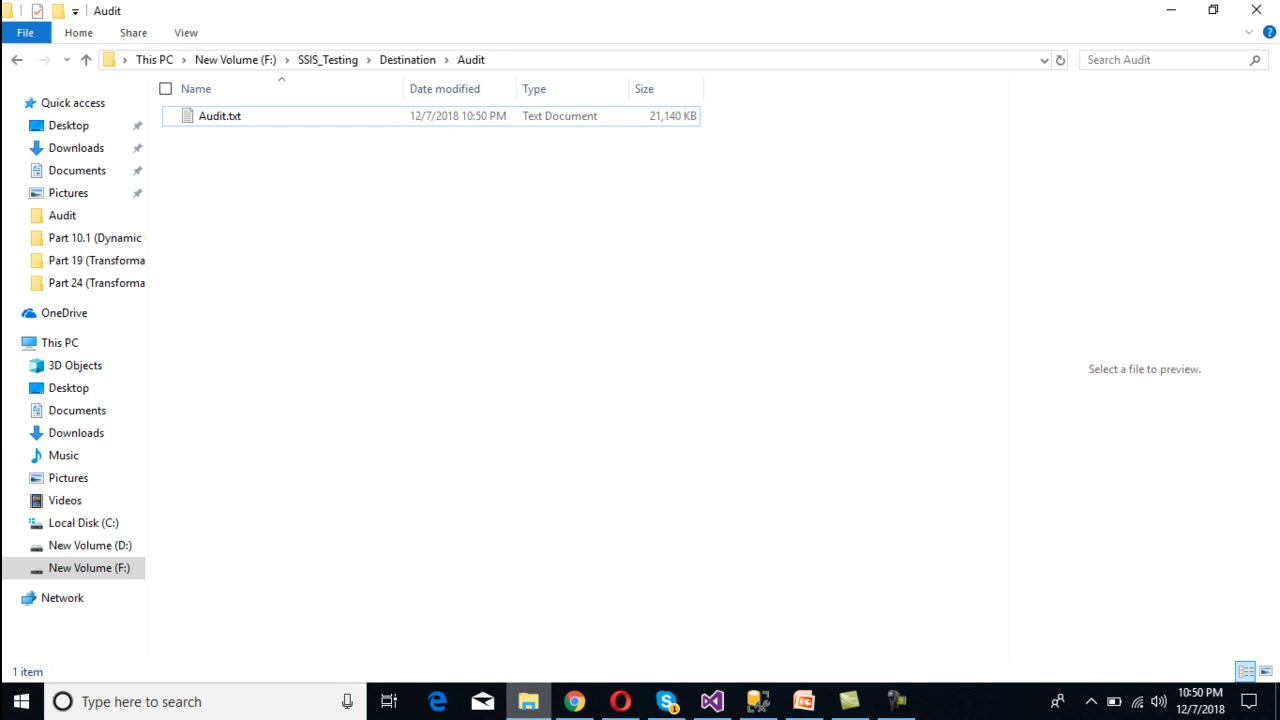 Audit
File Home Share View
This PC New Volume (F:) SSIS_Testing Destination Audit
Search Audit
Name Date modified Type Size
Audit.txt 12/7/2018 10:50 PM Text Document 21,140 KB
Quick access
Desktop
Downloads
Documents
Pictures
Audit
Part 10.1 (Dynamic
Part 19 (Transforma
Part 24 (Transforma
OneDrive
This PC
3D Objects
Desktop
Documents
Downloads
Music
Pictures
Videos
Local Disk (C:)
New Volume (D:)
New Volume (F:)
Network
Select a file to preview.
1 item
Type here to search
10:50 PM
12/7/2018